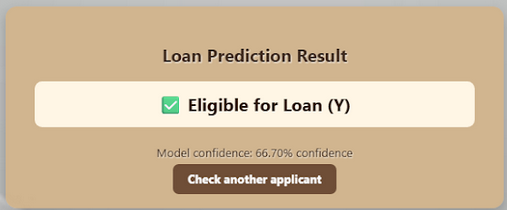 Loan Prediction Result
✅ Eligible for Loan (Y)
Model confidence: 66.70% confidence
Check another applicant